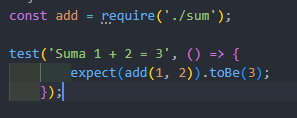 const add = require('./sum');
test('Suma 1 + 2 = 3', () => {
expect(add(1, 2)).toBe(3);
});